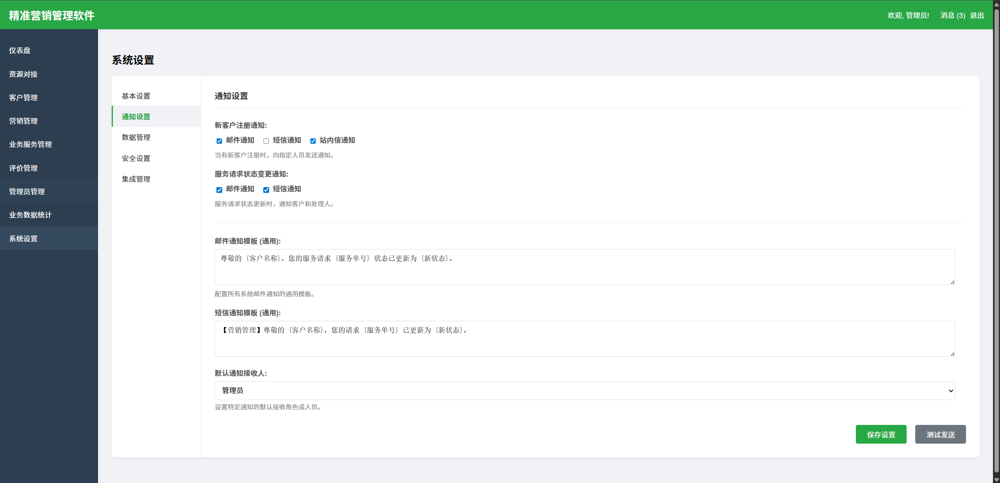 精准营销管理软件
欢迎, 管理员! 消息 (3) 退出
仪表盘
资源对接
客户管理
营销管理
业务服务管理
评价管理
管理员管理
业务数据统计
系统设置
系统设置
基本设置
通知设置
数据管理
安全设置
集成管理
通知设置
新客户注册通知:
邮件通知 短信通知 站内信通知
当有新客户注册时，向指定人员发送通知。
服务请求状态变更通知:
邮件通知 短信通知
服务请求状态更新时，通知客户和处理人。
邮件通知模板 (通用):
尊敬的 {客户名称}，您的服务请求 {服务单号} 状态已更新为 {新状态}。
配置所有系统邮件通知的通用模板。
短信通知模板 (通用):
【营销管理】尊敬的 {客户名称}，您的请求 {服务单号} 已更新为 {新状态}。
默认通知接收人:
管理员
设置特定通知的默认接收角色或人员。
保存设置 测试发送